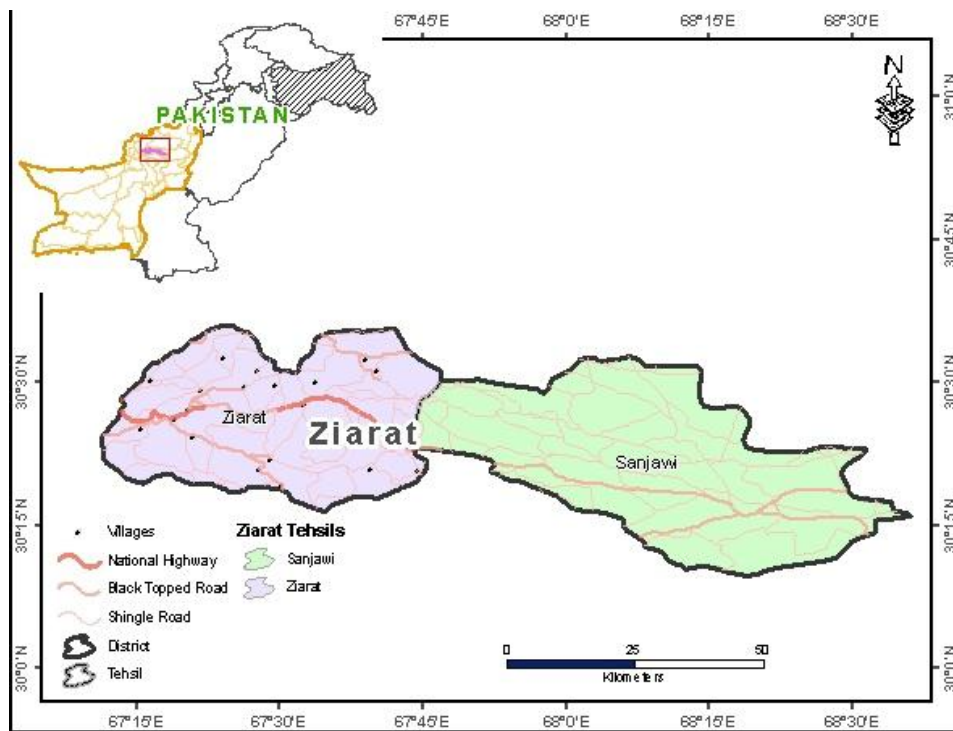 67°45'E 68°0'E 68°15'E 68°30'E
N
PAKISTAN
31°0'N
30°45'N
30°30'N 30°30'N
Ziarat
Ziarat
Sanjawi
30°15'N 30°15'N
Villages
National Highway
Black Topped Road
Shingle Road
District
Tehsil
Ziarat Tehsils
Sanjawi
Ziarat
0 25 50
Kilometers
30°0'N 30°0'N
67°15'E 67°30'E 67°45'E 68°0'E 68°15'E 68°30'E